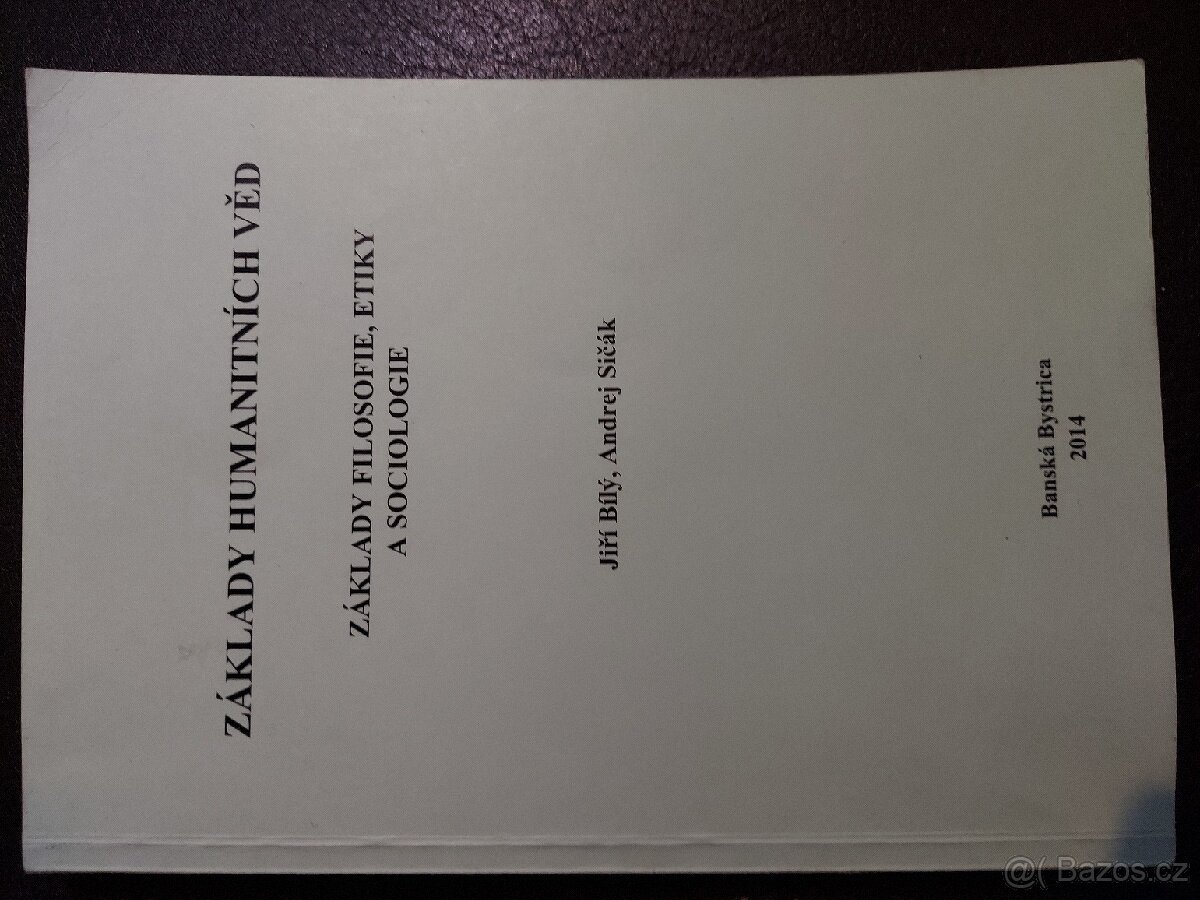 ZÁKLADY HUMANITNÍCH VĚD
ZÁKLADY FILOSOFIE, ETIKY
A SOCIOLOGIE
Jiří Bílý, Andrej Sičák
Banská Bystrica
2014
@( Bazos.cz